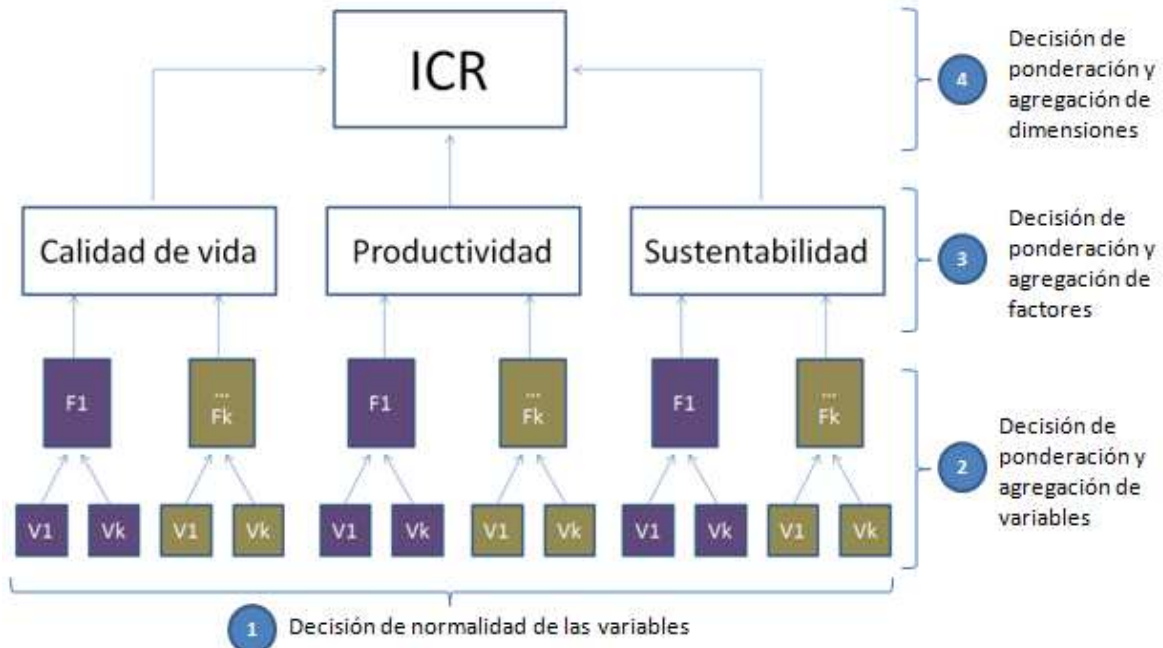 ICR
4
Decisión de
ponderación y
agregación de
dimensiones
Calidad de vida
Productividad
Sustentabilidad
3
Decisión de
ponderación y
agregación de
factores
F1
...
Fk
F1
...
Fk
F1
...
Fk
2
Decisión de
ponderación y
agregación de
variables
V1
Vk
V1
Vk
V1
Vk
V1
Vk
V1
Vk
V1
Vk
1
Decisión de normalidad de las variables